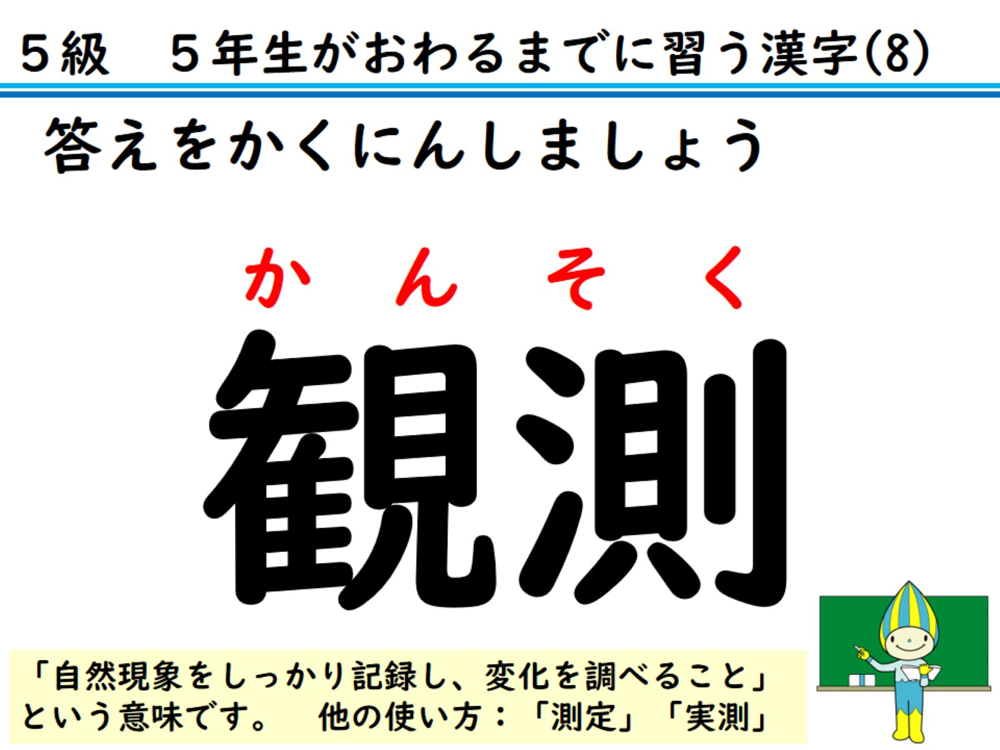 ５級　５年生がおわるまでに習う漢字(8)
答えをかくにんしましょう
かんそく
観測
「自然現象をしっかり記録し、変化を調べること」
という意味です。　他の使い方：「測定」「実測」